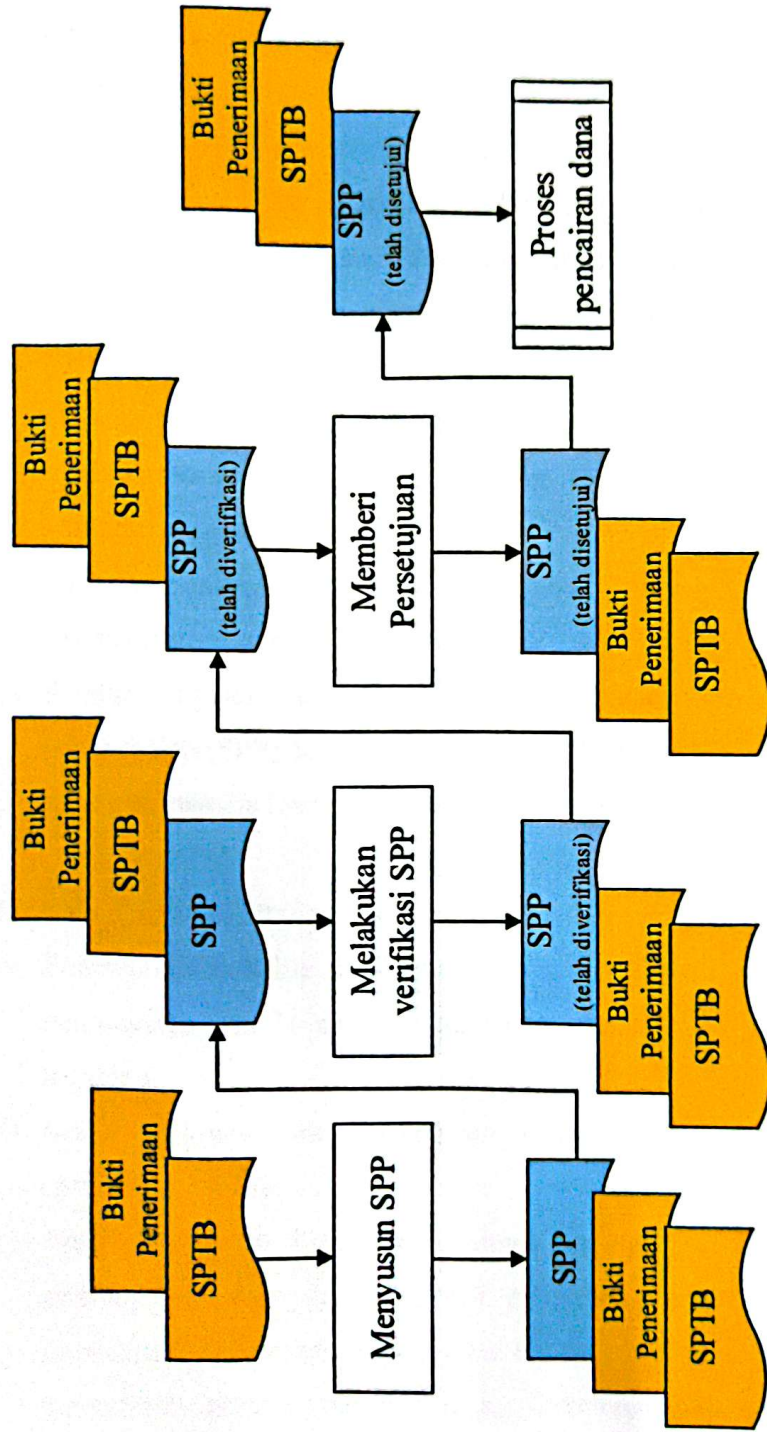 Bukti
Penerimaan
SPTB
Menyusun SPP
SPP
Bukti
Penerimaan
SPTB
Bukti
Penerimaan
SPTB
SPP
Melakukan
verifikasi SPP
SPP
(telah diverifikasi)
Bukti
Penerimaan
SPTB
Bukti
Penerimaan
SPTB
SPP
(telah diverifikasi)
Memberi
Persetujuan
SPP
(telah disetujui)
Bukti
Penerimaan
SPTB
Bukti
Penerimaan
SPTB
SPP
(telah disetujui)
Proses
pencairan dana